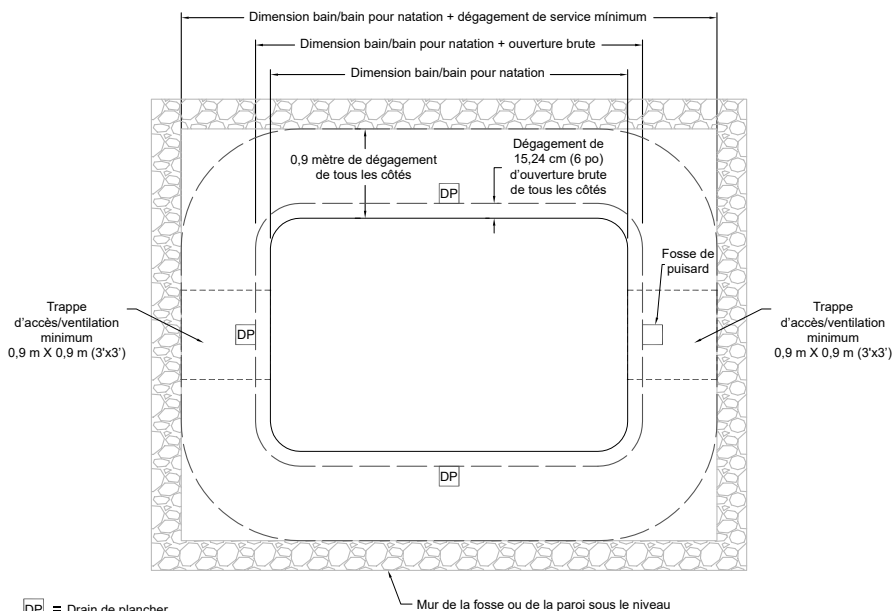 Dimension bain/bain pour natation + dégagement de service mínimum
Dimension bain/bain pour natation + ouverture brute
Dimension bain/bain pour natation
0,9 mètre de dégagement
de tous les côtés
Dégagement de
15,24 cm (6 po)
d'ouverture brute
de tous les côtés
DP
Fosse de
puisard
Trappe
d'accès/ventilation
minimum
0,9 m X 0,9 m (3'x3')
DP
Trappe
d'accès/ventilation
minimum
0,9 m X 0,9 m (3'x3')
DP
DP = Drain de plancher
Mur de la fosse ou de la paroi sous le niveau